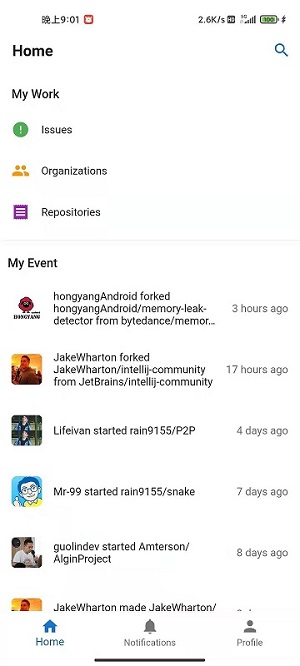 晚上9:01
2.6K/s HD 5G 100
Home
My Work
Issues
Organizations
Repositories
My Event
hongyangAndroid forked
hongyangAndroid/memory-leak-
detector from bytedance/memor...
3 hours ago
HONGYANG
JakeWharton forked
JakeWharton/intellij-community
from JetBrains/intellij-community
17 hours ago
Lifeivan started rain9155/P2P
4 days ago
Mr-99 started rain9155/snake
7 days ago
guolindev started Amterson/
AlginProject
8 days ago
JakeWharton made JakeWharton/
Home
Notifications
Profile